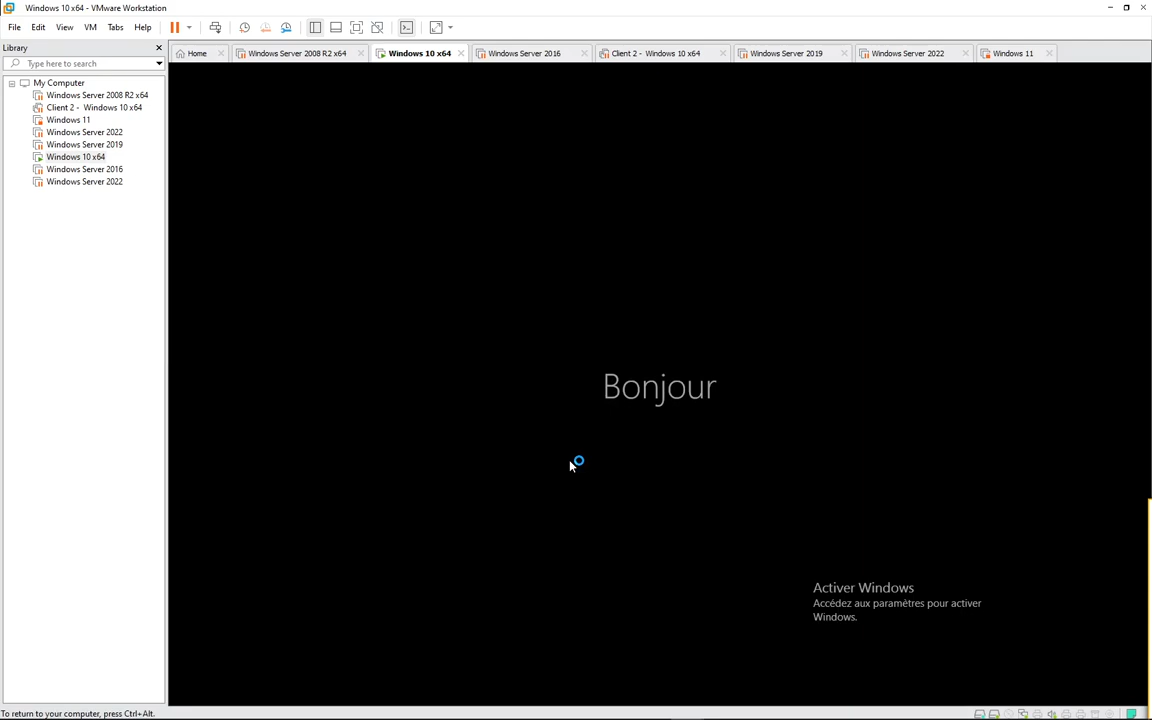 Windows 10 x64 - VMware Workstation
File Edit View VM Tabs Help
Library
Type here to search
Home
Windows Server 2008 R2 x64
Windows 10 x64
Windows Server 2016
Client 2 - Windows 10 x64
Windows Server 2019
Windows Server 2022
Windows 11
My Computer
Windows Server 2008 R2 x64
Client 2 - Windows 10 x64
Windows 11
Windows Server 2022
Windows Server 2019
Windows 10 x64
Windows Server 2016
Windows Server 2022
Bonjour
Activer Windows
Accédez aux paramètres pour activer
Windows.
To return to your computer, press Ctrl+Alt.